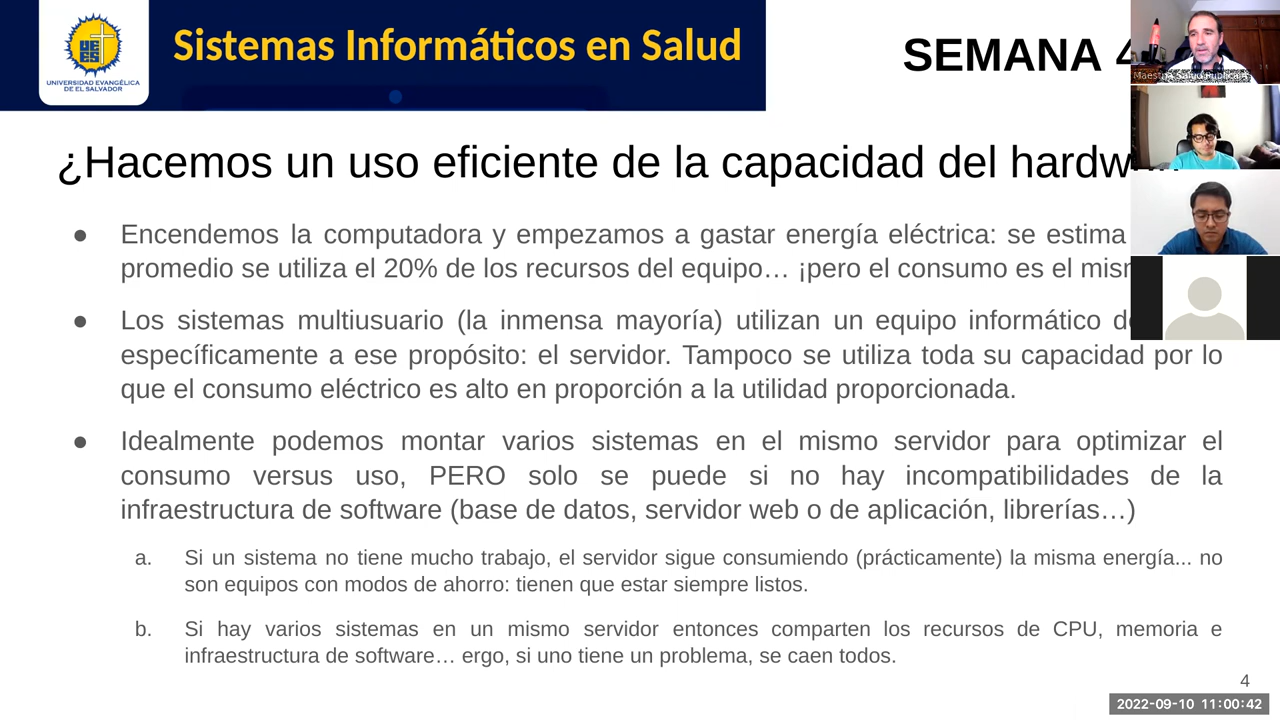 UNIVERSIDAD EVANGÉLICA
DE EL SALVADOR
Sistemas Informáticos en Salud
SEMANA 4
¿Hacemos un uso eficiente de la capacidad del
● Encendemos la computadora y empezamos a gastar energía eléctrica: se estima
promedio se utiliza el 20% de los recursos del equipo… ¡pero el consumo es el
● Los sistemas multiusuario (la inmensa mayoría) utilizan un equipo informático
específicamente a ese propósito: el servidor. Tampoco se utiliza toda su capacidad por lo
que el consumo eléctrico es alto en proporción a la utilidad proporcionada.
● Idealmente podemos montar varios sistemas en el mismo servidor para optimizar el
consumo versus uso, PERO solo se puede si no hay incompatibilidades de la
infraestructura de software (base de datos, servidor web o de aplicación, librerías…)
a. Si un sistema no tiene mucho trabajo, el servidor sigue consumiendo (prácticamente) la misma energía... no
son equipos con modos de ahorro: tienen que estar siempre listos.
b. Si hay varios sistemas en un mismo servidor entonces comparten los recursos de CPU, memoria e
infraestructura de software… ergo, si uno tiene un problema, se caen todos.
4
2022-09-10 11:00:42